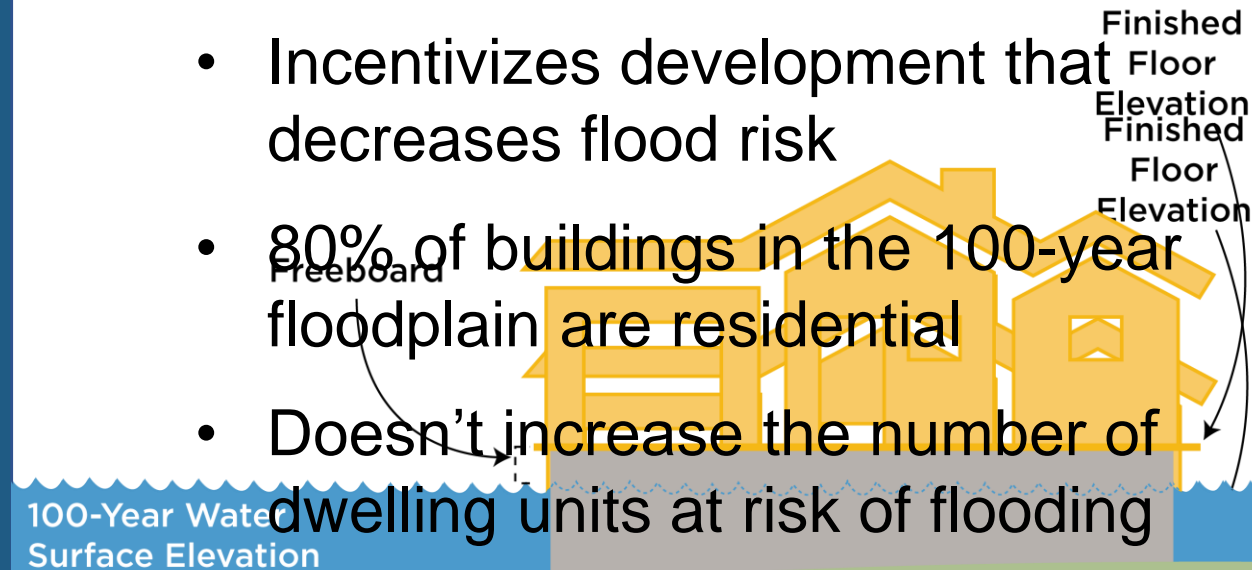 • Incentivizes development that
decreases flood risk
• 80% of buildings in the 100-year
floodplain are residential
• Doesn’t increase the number of
dwelling units at risk of flooding
Finished
Floor
Elevation
Finished
Floor
Elevation
Freeboard
100-Year Water
Surface Elevation